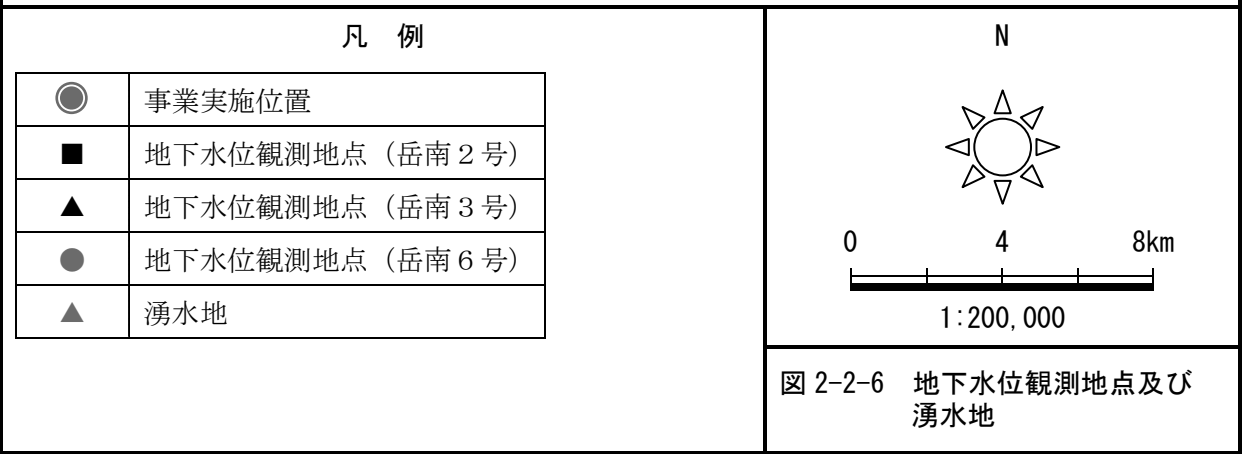 凡 例
事業実施位置
地下水位観測地点（岳南２号）
地下水位観測地点（岳南３号）
地下水位観測地点（岳南６号）
湧水地
N
0 4 8km
1:200,000
図 2-2-6 地下水位観測地点及び
湧水地